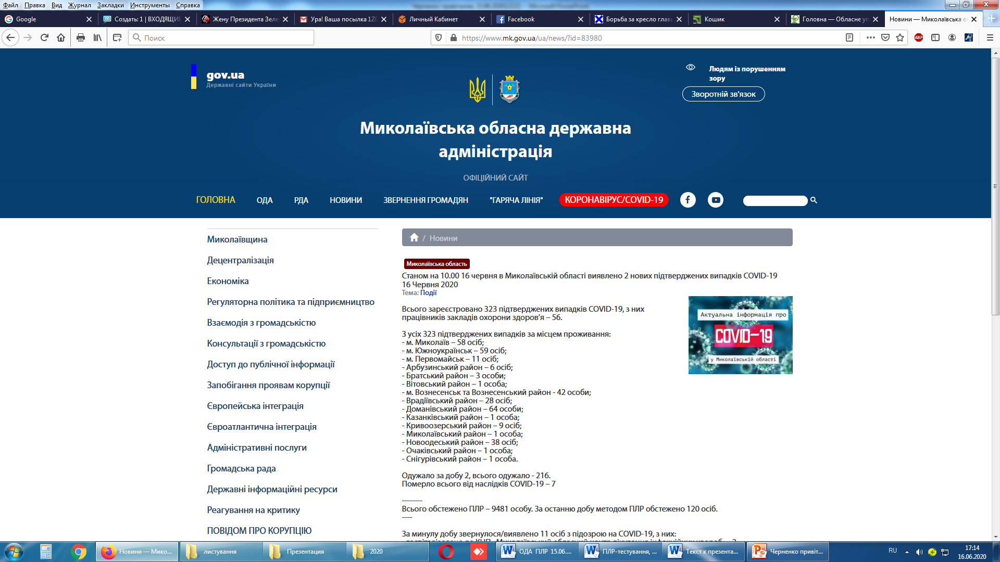 Файл Правка Вид Журнал Закладки Инструменты Справка
Google
Создать: 1 | ВХОДЯЩИЕ
Жену Президента Зеле
Ура! Ваша посылка 1Z0
Личный Кабинет
Facebook
Борьба за кресло главы
Кошик
Головна — Обласне уп
Новини — Миколаївська о
Поиск
https://www.mk.gov.ua/ua/news/?id=83980
ABP
gov.ua
Державні сайти України
Людям із порушенням
зору
Зворотній зв'язок
Миколаївська обласна державна
адміністрація
ОФІЦІЙНИЙ САЙТ
ГОЛОВНА ОДА РДА НОВИНИ ЗВЕРНЕННЯ ГРОМАДЯН "ГАРЯЧА ЛІНІЯ" КОРОНАВІРУС/COVID-19
Миколаївщина
Децентралізація
Економіка
Регуляторна політика та підприємництво
Взаємодія з громадськістю
Консультації з громадськістю
Доступ до публічної інформації
Запобігання проявам корупції
Європейська інтеграція
Євроатлантична інтеграція
Адміністративні послуги
Громадська рада
Державні інформаційні ресурси
Реагування на критику
ПОВІДОМ ПРО КОРУПЦІЮ
/ Новини
Миколаївська область
Станом на 10.00 16 червня в Миколаївській області виявлено 2 нових підтверджених випадків COVID-19
16 Червня 2020
Тема: Події
Всього зареєстровано 323 підтверджених випадків COVID-19, з них
працівників закладів охорони здоров’я – 56.
З усіх 323 підтверджених випадків за місцем проживання:
- м. Миколаїв – 58 осіб;
- м. Южноукраїнськ – 59 осіб;
- м. Первомайськ – 11 осіб;
- Арбузинський район – 6 осіб;
- Братський район – 3 особи;
- Вітовський район – 1 особа;
- м. Вознесенськ та Вознесенський район - 42 особи;
- Врадіївський район – 28 осіб;
- Доманівський район – 64 особи;
- Казанківський район – 1 особа;
- Кривоозерський район – 9 осіб;
- Миколаївський район – 1 особа;
- Новоодеський район – 38 осіб;
- Очаківський район – 1 особа;
- Снігурівський район – 1 особа.
Одужало за добу 2, всього одужало - 216.
Померло всього від наслідків COVID-19 – 7
--------
Всього обстежено ПЛР – 9481 особу. За останню добу методом ПЛР обстежено 120 осіб.
----
За минулу добу звернулося/виявлено 11 осіб з підозрою на COVID-19, з них:
Актуальна інформація про
COVID-19
у Миколаївській області
Новини — Мико...
листування
Презентация
2020
ОДА ПЛР 15.06....
ПЛР-тестування, ...
Текст к презента...
Черненко привіт...
RU
17:14
16.06.2020